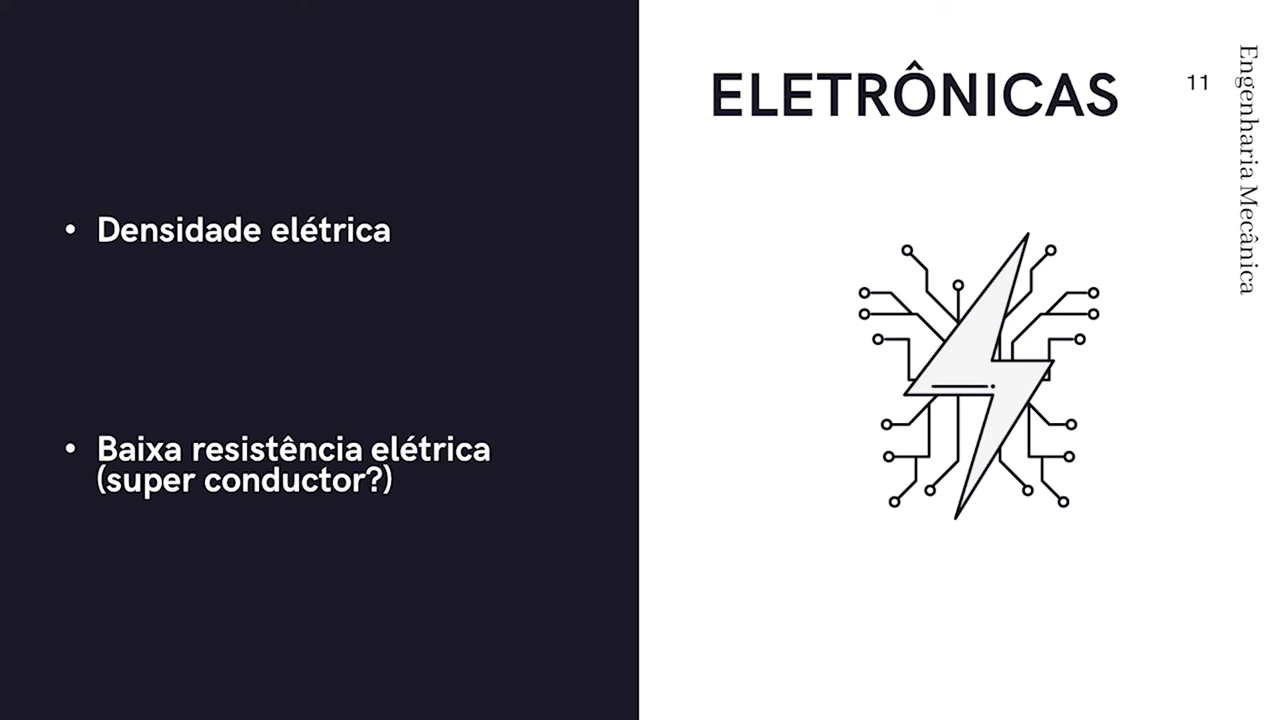 ELETRÔNICAS
11
Engenharia Mecânica
• Densidade elétrica
• Baixa resistência elétrica
(super conductor?)